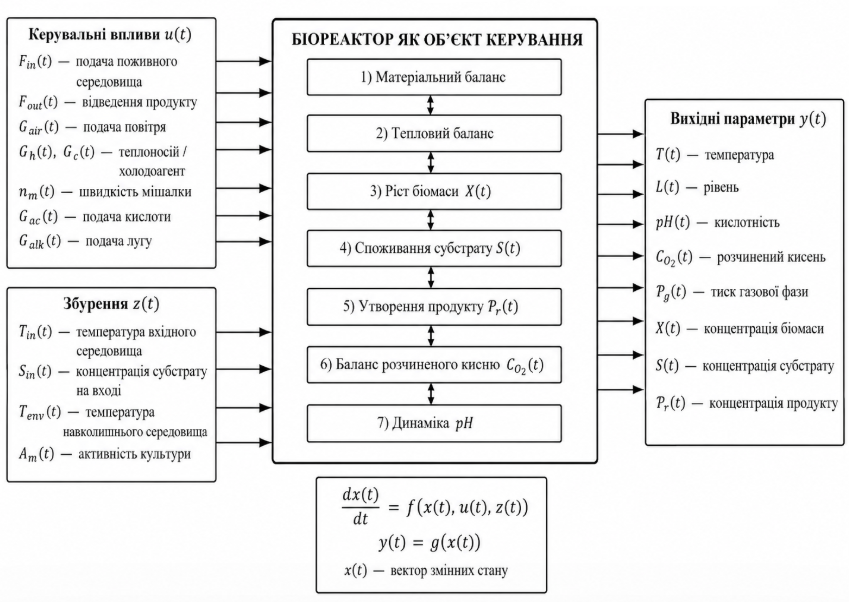 Керувальні впливи u(t)
F_in(t) — подача поживного
середовища
F_out(t) — відведення продукту
G_air(t) — подача повітря
G_h(t), G_c(t) — теплоносій /
холодоагент
n_m(t) — швидкість мішалки
G_ac(t) — подача кислоти
G_alk(t) — подача лугу
Збурення z(t)
T_in(t) — температура вхідного
середовища
S_in(t) — концентрація субстрату
на вході
T_env(t) — температура
навколишнього середовища
A_m(t) — активність культури
БІОРЕАКТОР ЯК ОБ’ЄКТ КЕРУВАННЯ
1) Матеріальний баланс
2) Тепловий баланс
3) Ріст біомаси X(t)
4) Споживання субстрату S(t)
5) Утворення продукту P_r(t)
6) Баланс розчиненого кисню C_O₂(t)
7) Динаміка pH
Вихідні параметри y(t)
T(t) — температура
L(t) — рівень
pH(t) — кислотність
C_O₂(t) — розчинений кисень
P_g(t) — тиск газової фази
X(t) — концентрація біомаси
S(t) — концентрація субстрату
P_r(t) — концентрація продукту
dx(t)/dt = f(x(t), u(t), z(t))
y(t) = g(x(t))
x(t) — вектор змінних стану